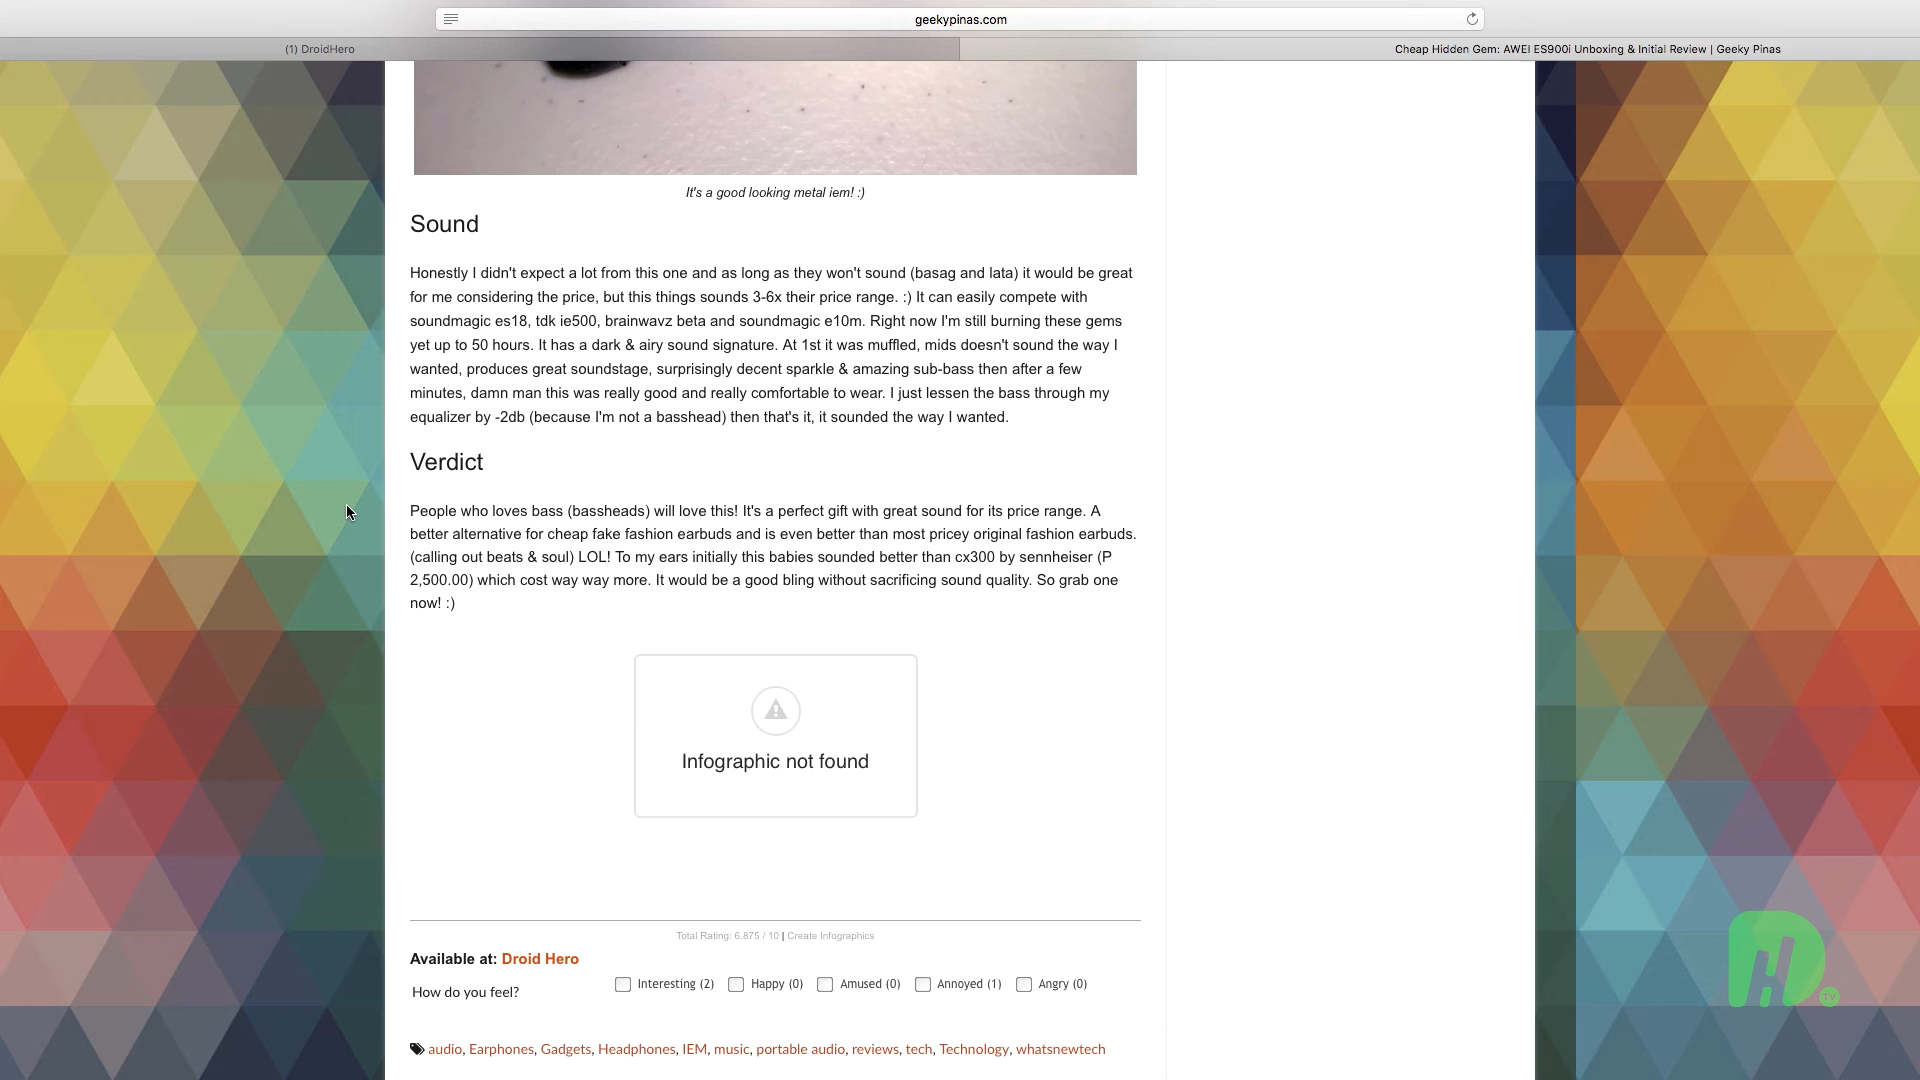 geekypinas.com
(1) DroidHero
Cheap Hidden Gem: AWEI ES900i Unboxing & Initial Review | Geeky Pinas
It's a good looking metal iem! :)
Sound
Honestly I didn't expect a lot from this one and as long as they won't sound (basag and lata) it would be great
for me considering the price, but this things sounds 3-6x their price range. :) It can easily compete with
soundmagic es18, tdk ie500, brainwavz beta and soundmagic e10m. Right now I'm still burning these gems
yet up to 50 hours. It has a dark & airy sound signature. At 1st it was muffled, mids doesn't sound the way I
wanted, produces great soundstage, surprisingly decent sparkle & amazing sub-bass then after a few
minutes, damn man this was really good and really comfortable to wear. I just lessen the bass through my
equalizer by -2db (because I'm not a basshead) then that's it, it sounded the way I wanted.
Verdict
People who loves bass (bassheads) will love this! It's a perfect gift with great sound for its price range. A
better alternative for cheap fake fashion earbuds and is even better than most pricey original fashion earbuds.
(calling out beats & soul) LOL! To my ears initially this babies sounded better than cx300 by sennheiser (P
2,500.00) which cost way way more. It would be a good bling without sacrificing sound quality. So grab one
now! :)
Infographic not found
Total Rating: 6.875 / 10 | Create Infographics
Available at: Droid Hero
How do you feel?
Interesting (2) Happy (0) Amused (0) Annoyed (1) Angry (0)
audio, Earphones, Gadgets, Headphones, IEM, music, portable audio, reviews, tech, Technology, whatsnewtech
DH
TV